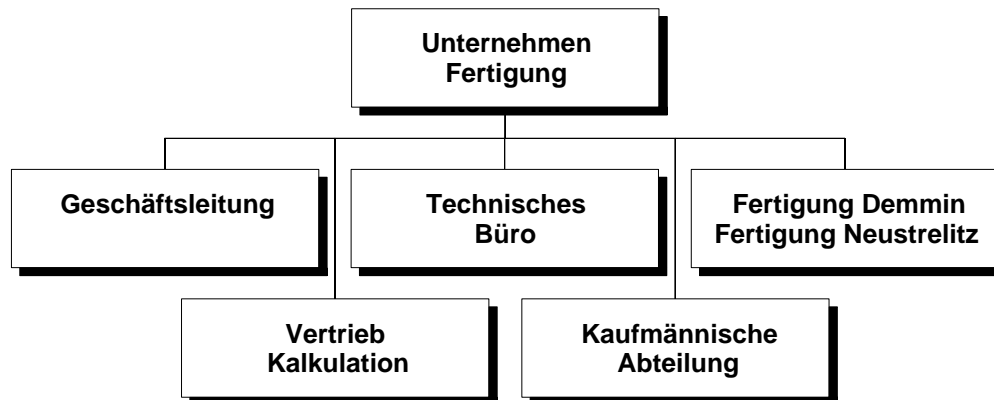 Unternehmen
Fertigung
Geschäftsleitung
Technisches
Büro
Fertigung Demmin
Fertigung Neustrelitz
Vertrieb
Kalkulation
Kaufmännische
Abteilung